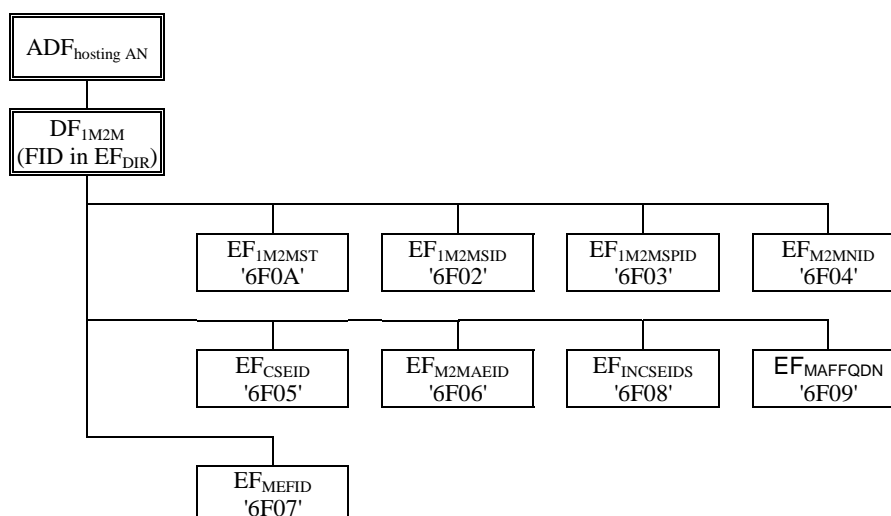 ADFhosting AN
DF1M2M
(FID in EFDIR)
EF1M2MST
'6F0A'
EF1M2MSID
'6F02'
EF1M2MSPID
'6F03'
EFM2MNID
'6F04'
EFCSEID
'6F05'
EFM2MAEID
'6F06'
EFINCSEIDS
'6F08'
EFMAFFQDN
'6F09'
EFMEFID
'6F07'